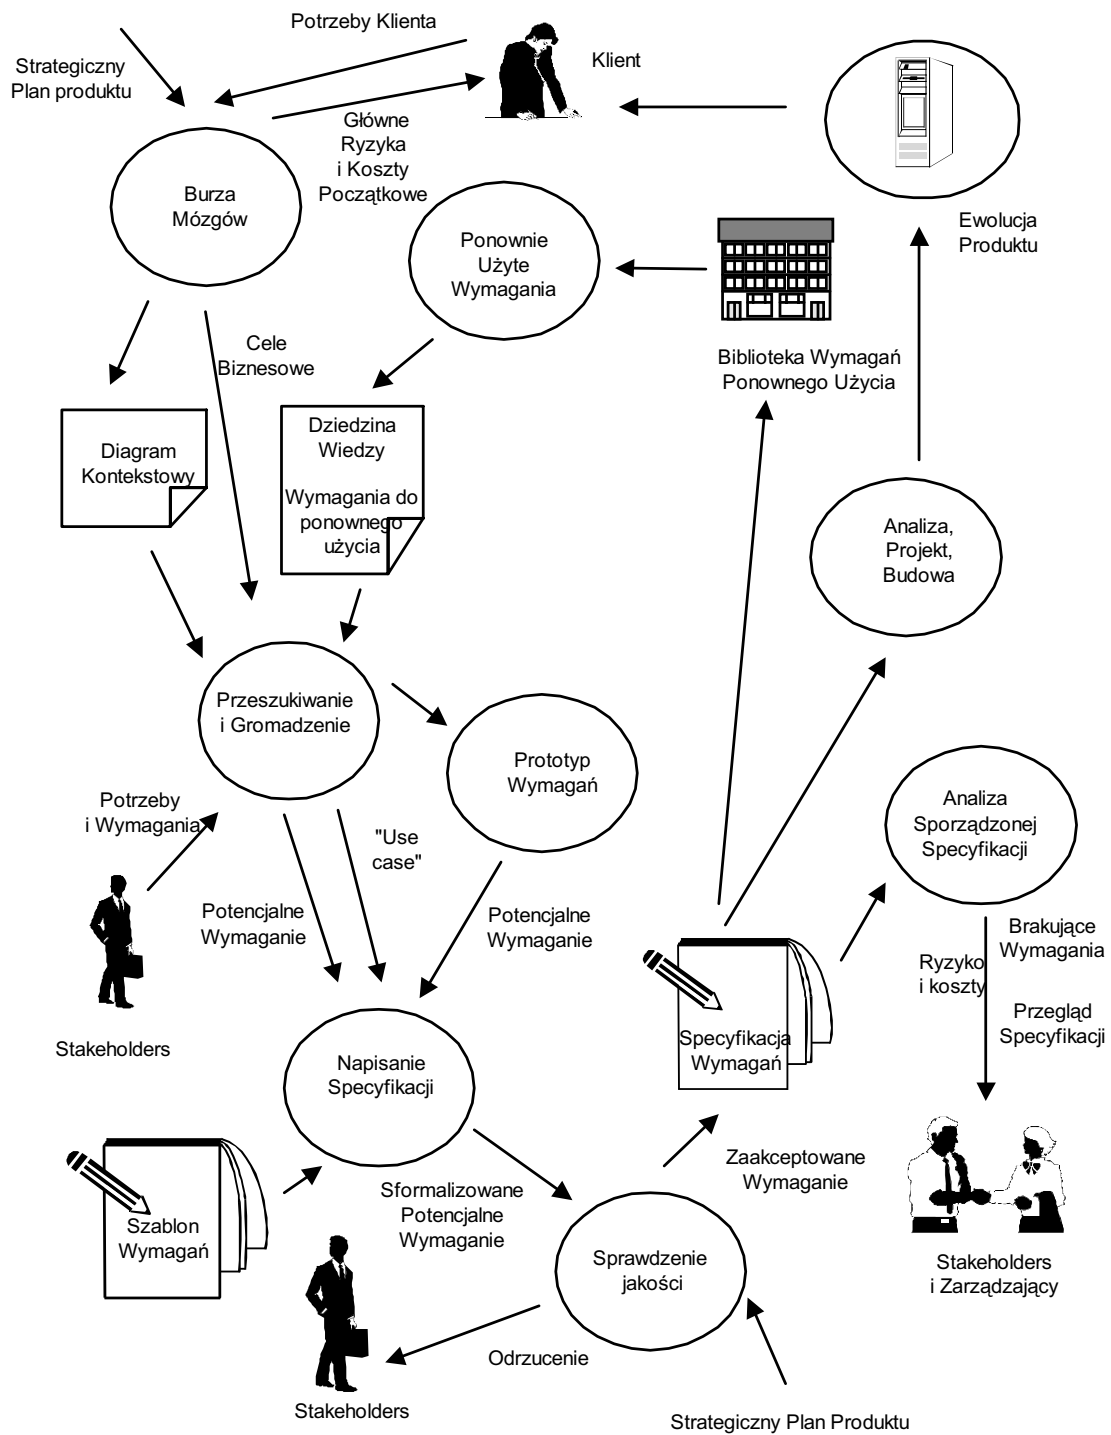 Potrzeby Klienta
Strategiczny
Plan produktu
Klient
Główne
Ryzyka
i Koszty
Początkowe
Burza
Mózgów
Ponownie
Użyte
Wymagania
Ewolucja
Produktu
Cele
Biznesowe
Biblioteka Wymagań
Ponownego Użycia
Diagram
Kontekstowy
Dziedzina
Wiedzy
Wymagania do
ponownego
użycia
Analiza,
Projekt,
Budowa
Przeszukiwanie
i Gromadzenie
Prototyp
Wymagań
Potrzeby
i Wymagania
"Use
case"
Analiza
Sporządzonej
Specyfikacji
Potencjalne
Wymaganie
Potencjalne
Wymaganie
Brakujące
Wymagania
Ryzyko
i koszty
Przegląd
Specyfikacji
Stakeholders
Napisanie
Specyfikacji
Specyfikacja
Wymagań
Zaakceptowane
Wymaganie
Szablon
Wymagań
Sformalizowane
Potencjalne
Wymaganie
Sprawdzenie
jakości
Stakeholders
i Zarządzający
Odrzucenie
Stakeholders
Strategiczny Plan Produktu